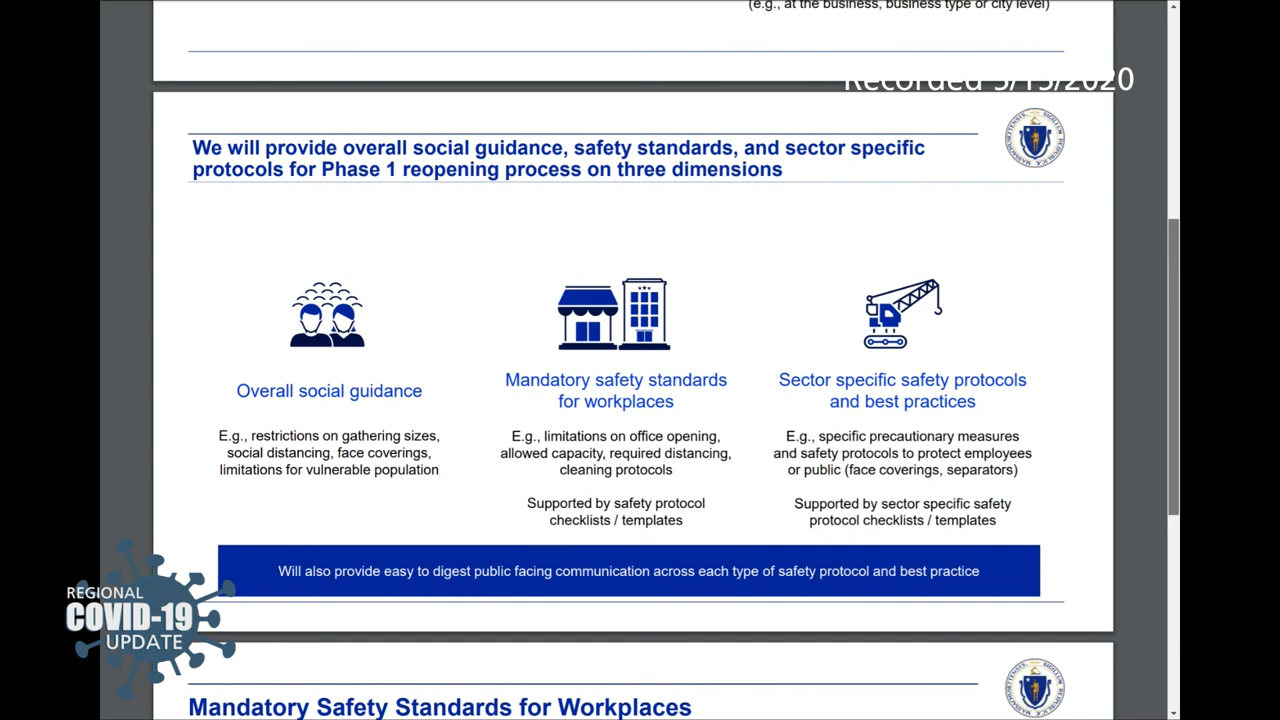 (e.g., at the business, business type or city level)
Recorded 5/15/2020
We will provide overall social guidance, safety standards, and sector specific
protocols for Phase 1 reopening process on three dimensions
Overall social guidance
E.g., restrictions on gathering sizes,
social distancing, face coverings,
limitations for vulnerable population
Mandatory safety standards
for workplaces
E.g., limitations on office opening,
allowed capacity, required distancing,
cleaning protocols
Supported by safety protocol
checklists / templates
Sector specific safety protocols
and best practices
E.g., specific precautionary measures
and safety protocols to protect employees
or public (face coverings, separators)
Supported by sector specific safety
protocol checklists / templates
Will also provide easy to digest public facing communication across each type of safety protocol and best practice
REGIONAL
COVID-19
UPDATE
Mandatory Safety Standards for Workplaces